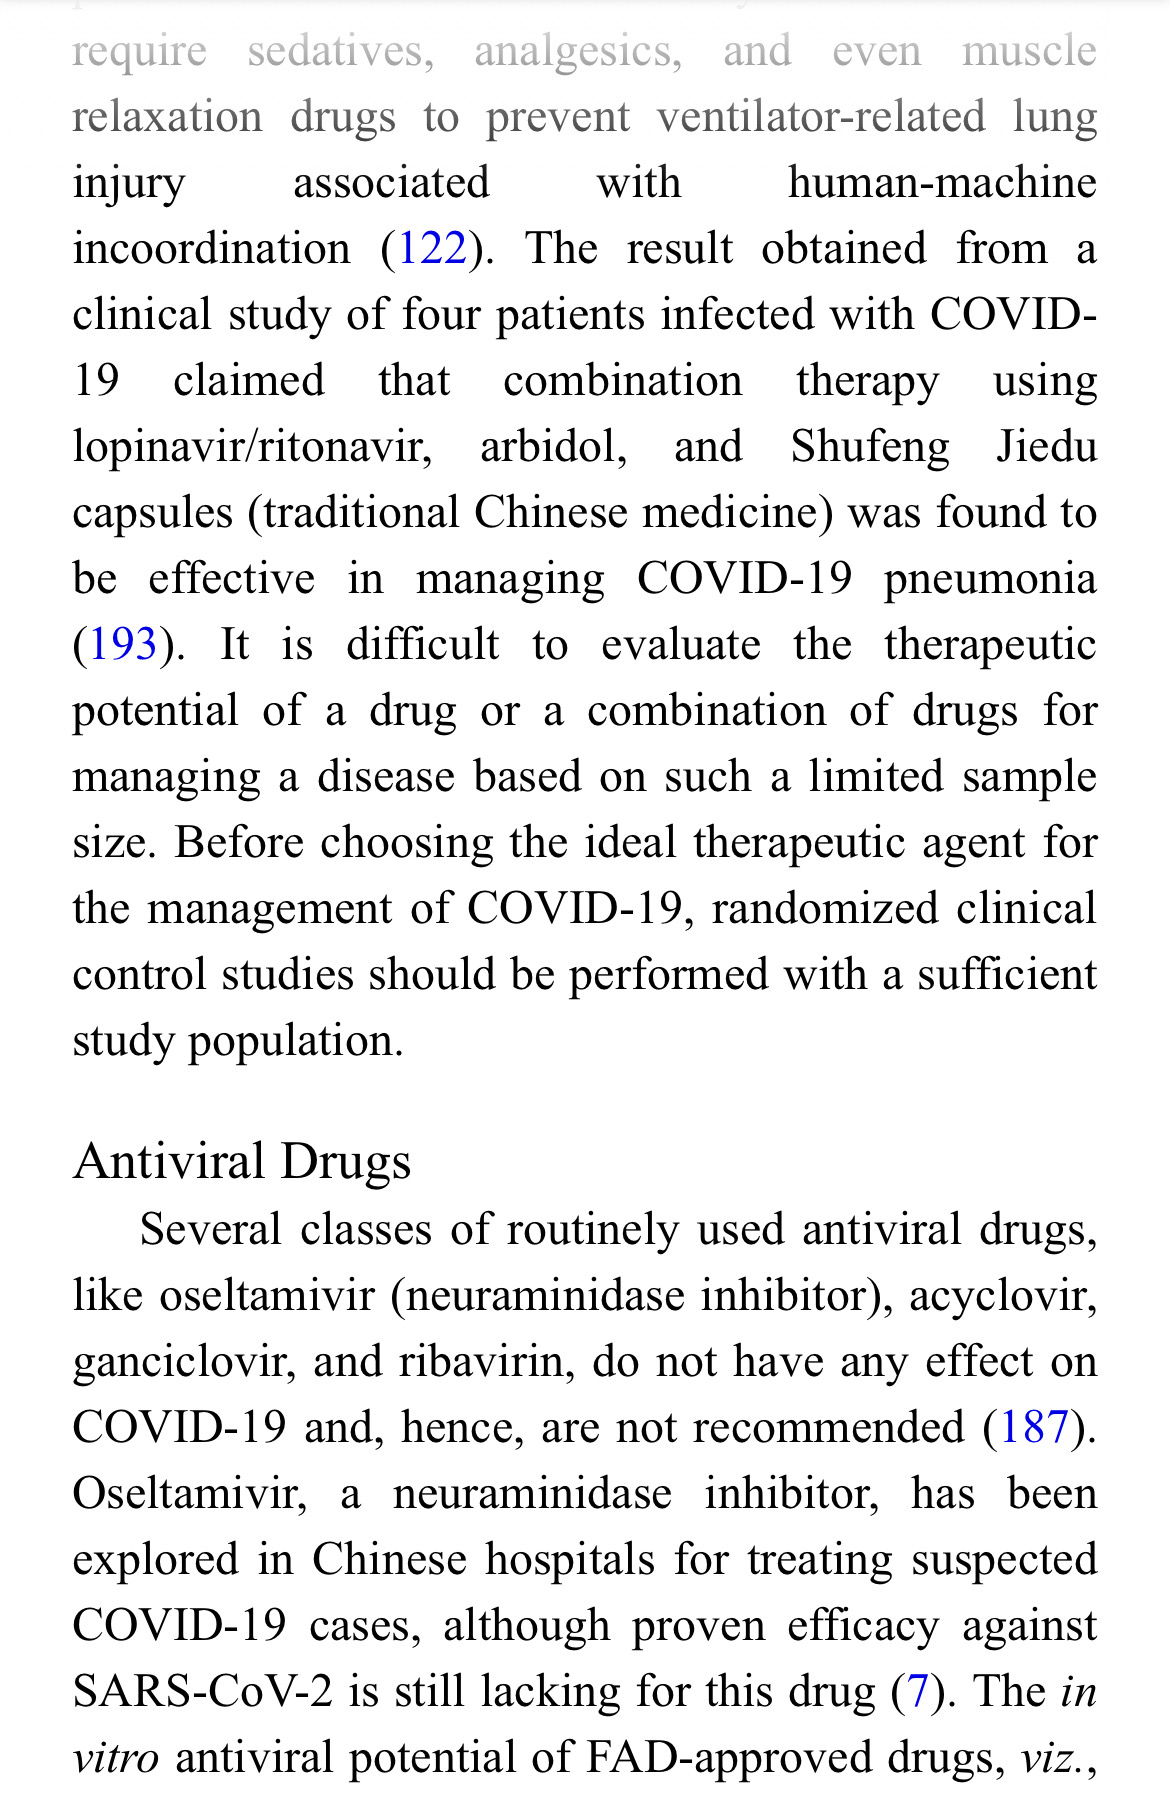 require sedatives, analgesics, and even muscle
relaxation drugs to prevent ventilator-related lung
injury associated with human-machine
incoordination (122). The result obtained from a
clinical study of four patients infected with COVID-
19 claimed that combination therapy using
lopinavir/ritonavir, arbidol, and Shufeng Jiedu
capsules (traditional Chinese medicine) was found to
be effective in managing COVID-19 pneumonia
(193). It is difficult to evaluate the therapeutic
potential of a drug or a combination of drugs for
managing a disease based on such a limited sample
size. Before choosing the ideal therapeutic agent for
the management of COVID-19, randomized clinical
control studies should be performed with a sufficient
study population.
Antiviral Drugs
Several classes of routinely used antiviral drugs,
like oseltamivir (neuraminidase inhibitor), acyclovir,
ganciclovir, and ribavirin, do not have any effect on
COVID-19 and, hence, are not recommended (187).
Oseltamivir, a neuraminidase inhibitor, has been
explored in Chinese hospitals for treating suspected
COVID-19 cases, although proven efficacy against
SARS-CoV-2 is still lacking for this drug (7). The in
vitro antiviral potential of FAD-approved drugs, viz.,